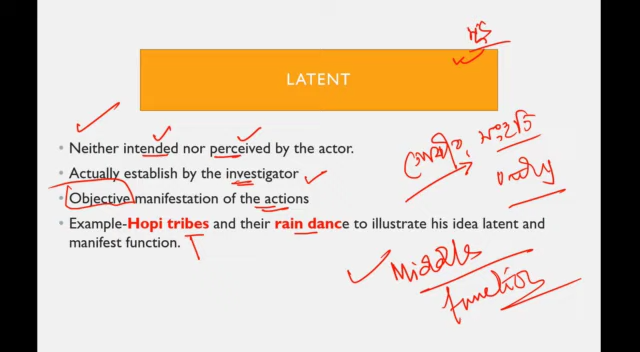 LATENT
Neither intended nor perceived by the actor.
Actually establish by the investigator
Objective manifestation of the actions
Example-Hopi tribes and their rain dance to illustrate his idea latent and
manifest function.
সংহতি
Middle
function